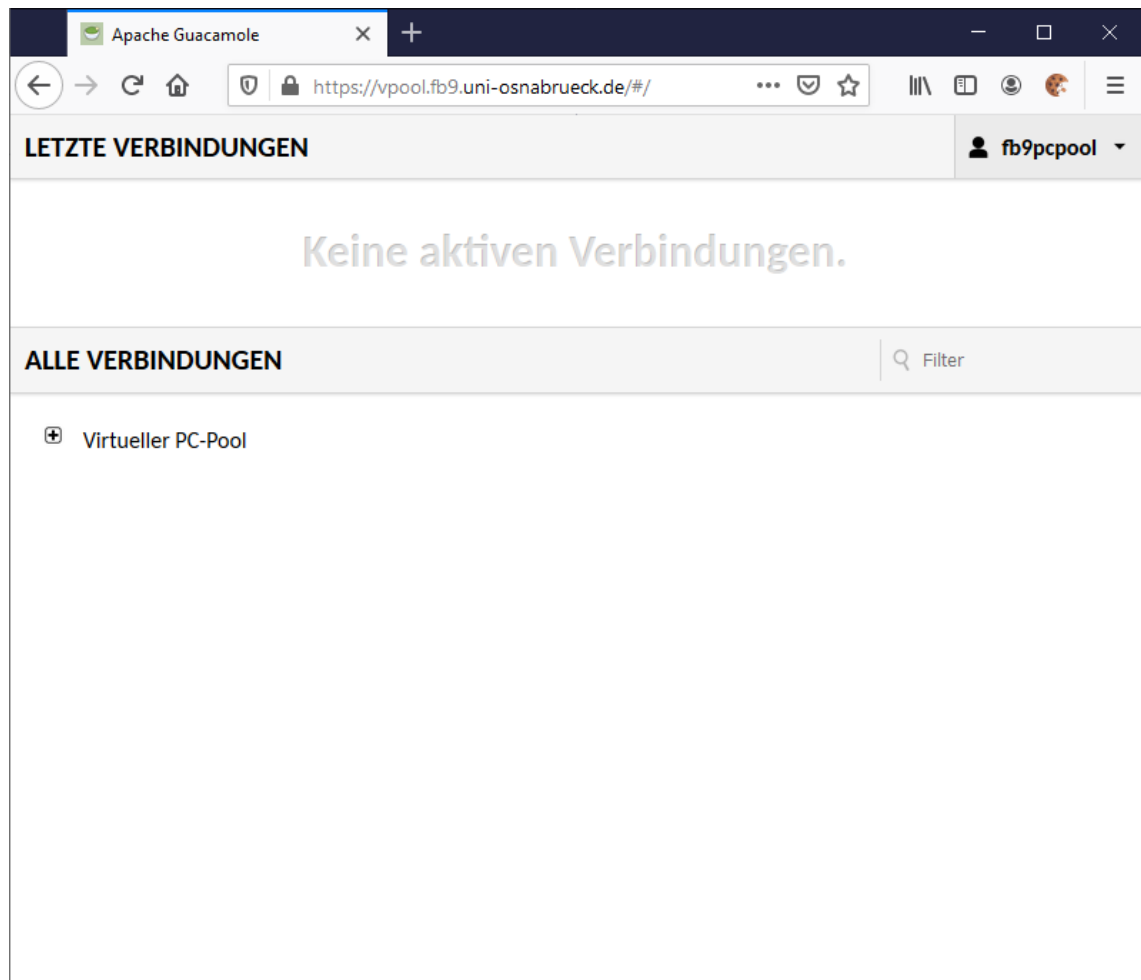 Apache Guacamole
https://vpool.fb9.uni-osnabrueck.de/#/
LETZTE VERBINDUNGEN
fb9pcpool
Keine aktiven Verbindungen.
ALLE VERBINDUNGEN
Filter
Virtueller PC-Pool